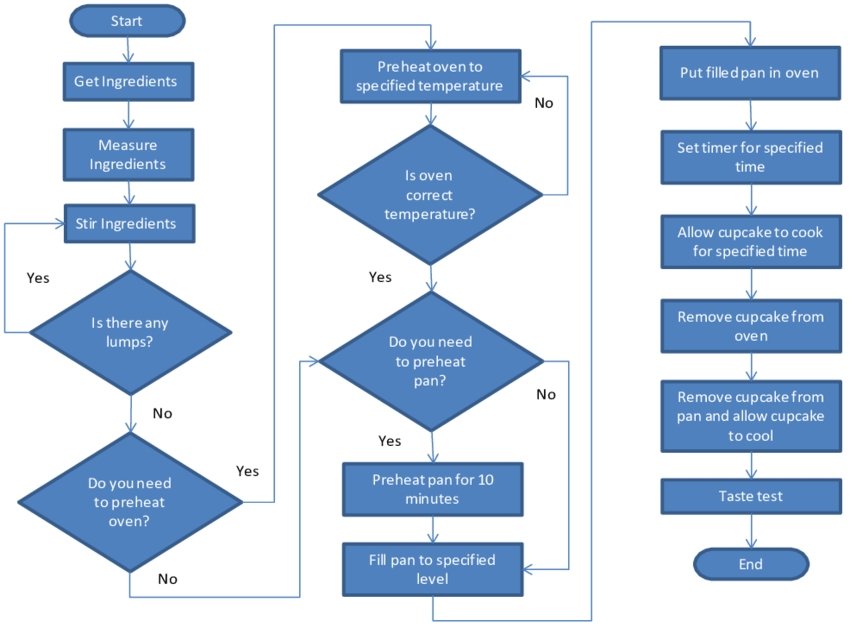 Start
Get Ingredients
Measure
Ingredients
Stir Ingredients
Yes
Is there any
lumps?
No
Do you need
to preheat
oven?
Yes
No
Preheat oven to
specified temperature
No
Is oven
correct
temperature?
Yes
Do you need
to preheat
pan?
No
Yes
Preheat pan for 10
minutes
Fill pan to specified
level
Put filled pan in oven
Set timer for specified
time
Allow cupcake to cook
for specified time
Remove cupcake from
oven
Remove cupcake from
pan and allow cupcake
to cool
Taste test
End